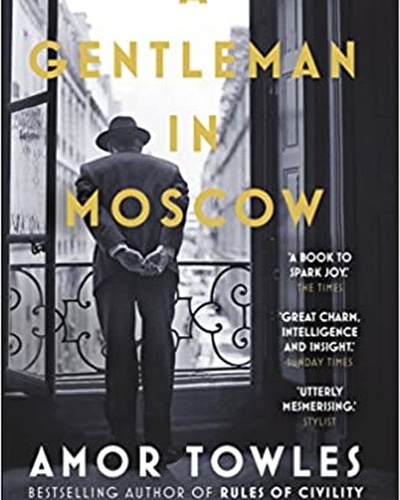 A
GENTLEMAN
IN
MOSCOW
'A BOOK TO
SPARK JOY.'
THE TIMES
'GREAT CHARM,
INTELLIGENCE
AND INSIGHT.'
SUNDAY TIMES
'UTTERLY
MESMERISING.'
STYLIST
AMOR TOWLES
BESTSELLING AUTHOR OF RULES OF CIVILITY